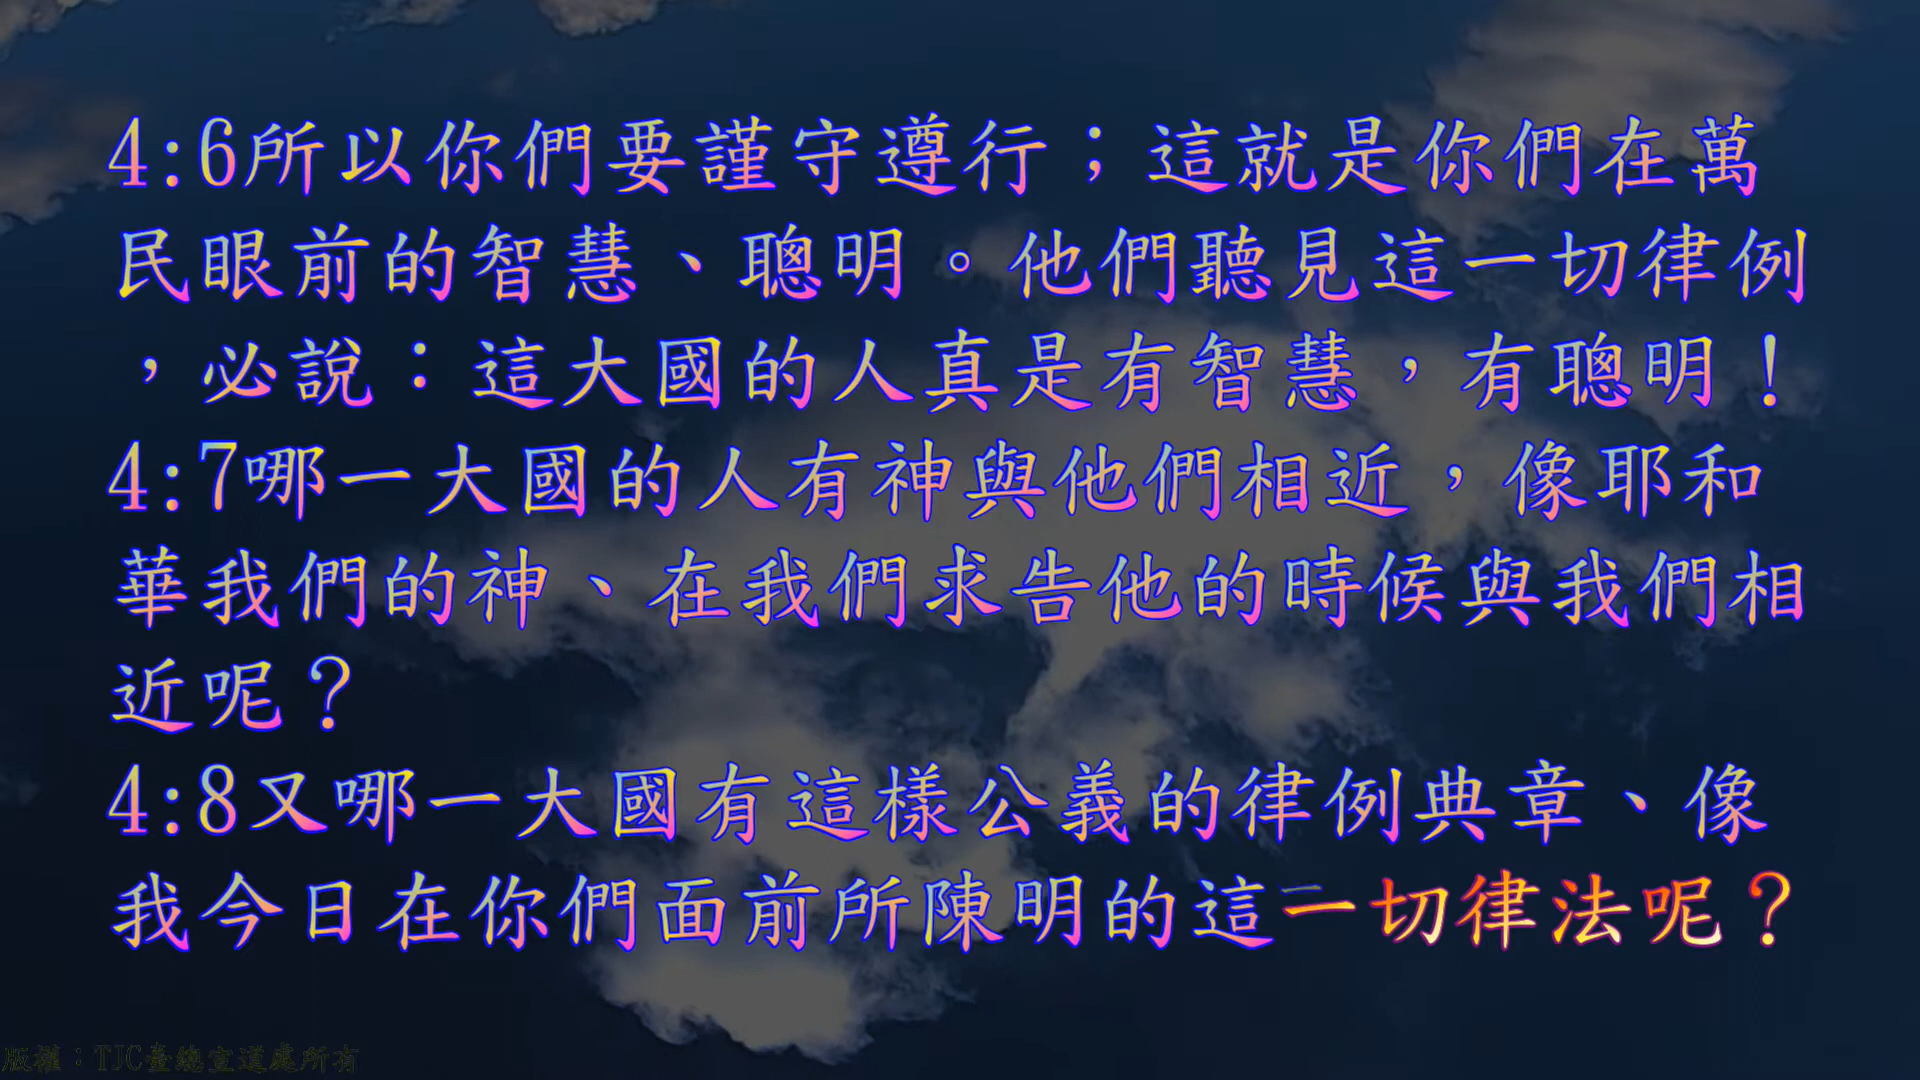 4:6所以你們要謹守遵行；這就是你們在萬
民眼前的智慧、聰明。他們聽見這一切律例
，必說：這大國的人真是有智慧，有聰明！
4:7哪一大國的人有神與他們相近，像耶和
華我們的神、在我們求告他的時候與我們相
近呢？
4:8又哪一大國有這樣公義的律例典章、像
我今日在你們面前所陳明的這一切律法呢？
版權：TJC臺總宣道處所有